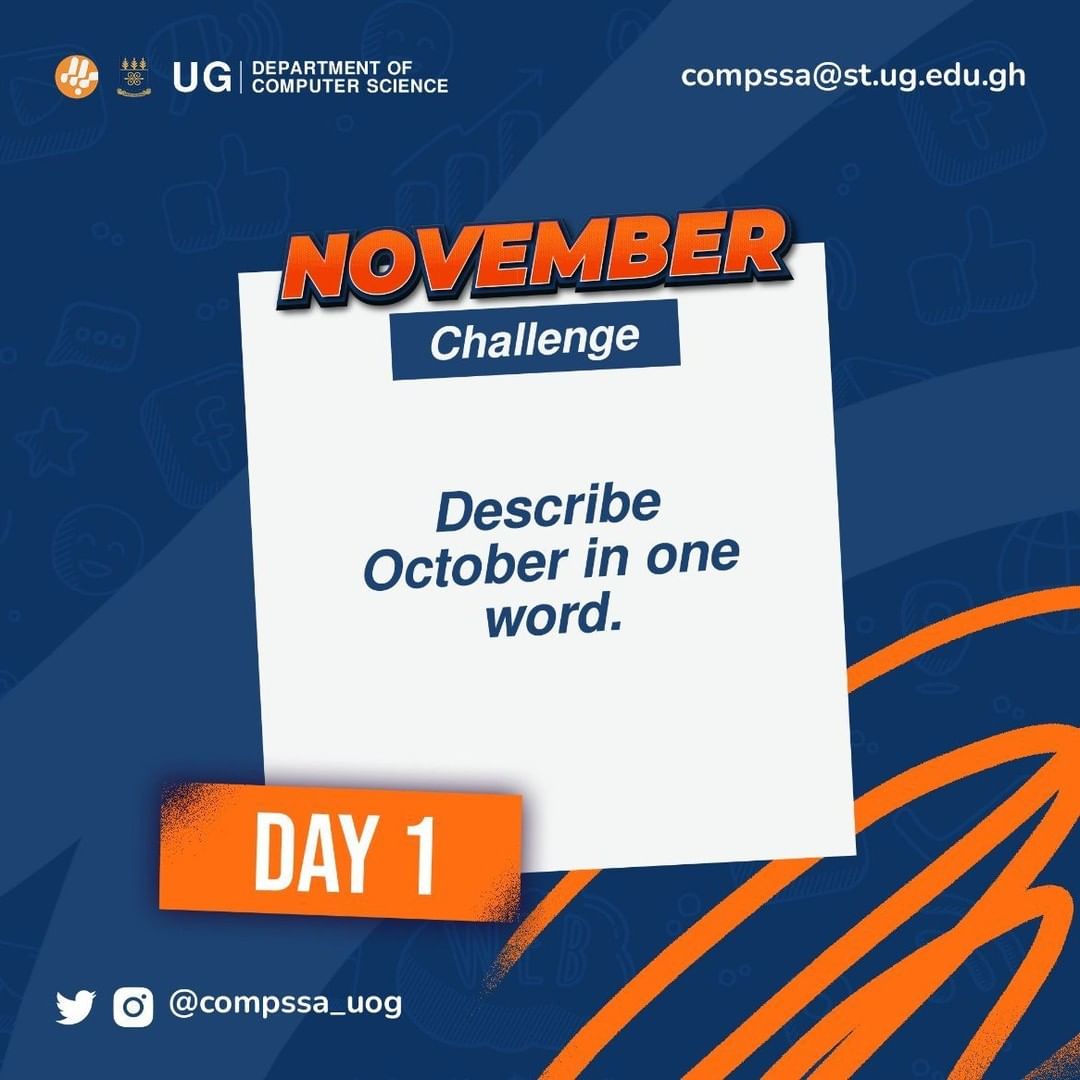 UG
DEPARTMENT OF
COMPUTER SCIENCE
compssa@st.ug.edu.gh
NOVEMBER
Challenge
Describe
October in one
word.
DAY 1
WEB
@compssa_uog